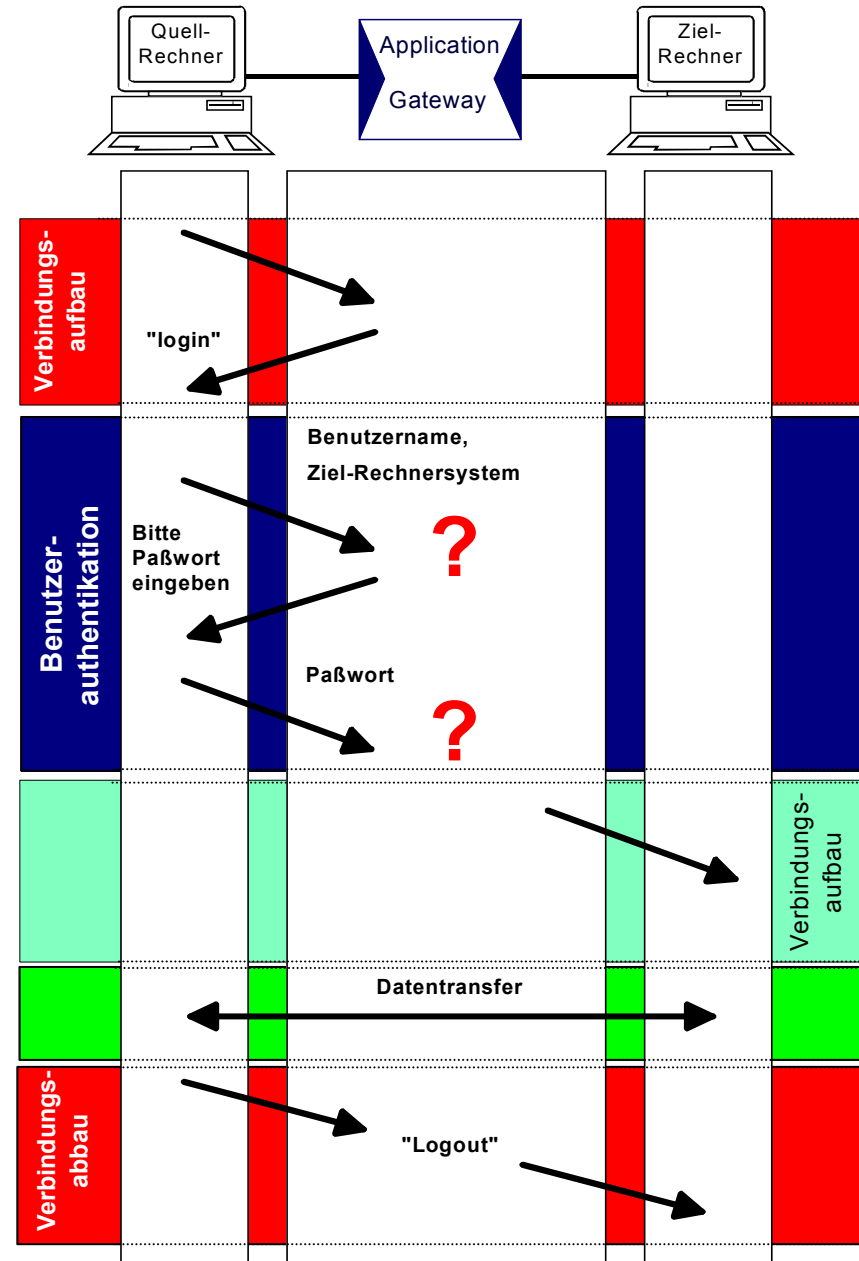 Quell-
Rechner
Application
Gateway
Ziel-
Rechner
Verbindungs-
aufbau
"login"
Benutzer-
authentikation
Benutzername,
Ziel-Rechnersystem
?
Bitte
Paßwort
eingeben
Paßwort
?
Verbindungs-
aufbau
Datentransfer
Verbindungs-
abbau
"Logout"